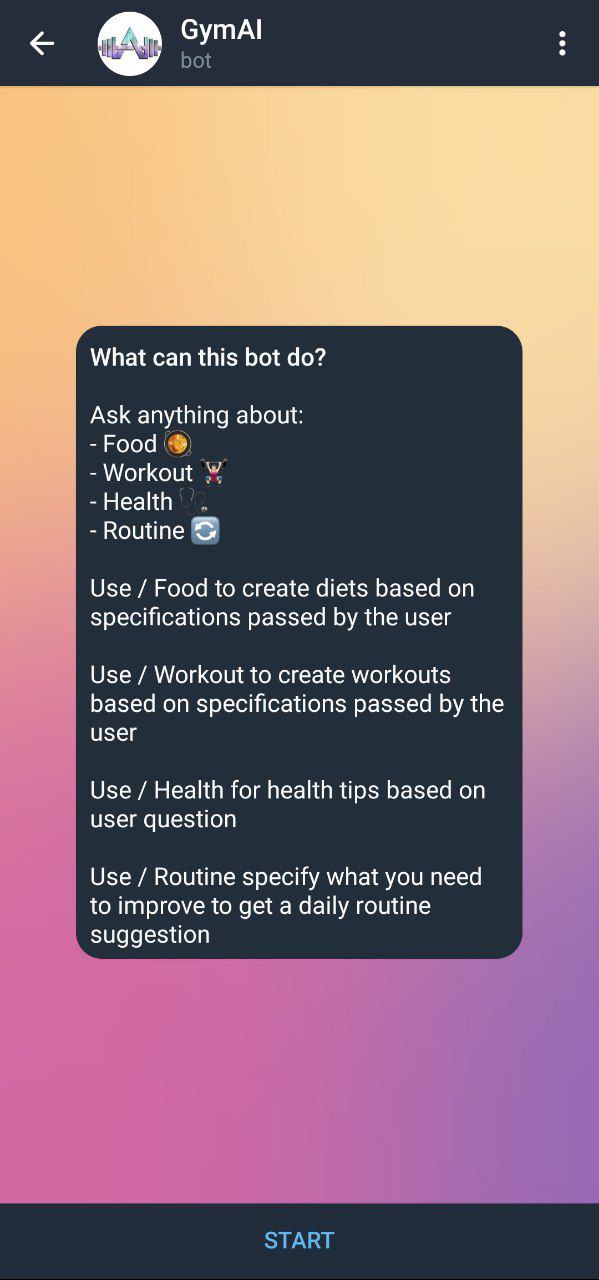 GymAI
bot
What can this bot do?
Ask anything about:
- Food 🥘
- Workout 🏋🏻‍♀️
- Health 🩺
- Routine 🔄
Use / Food to create diets based on
specifications passed by the user
Use / Workout to create workouts
based on specifications passed by the
user
Use / Health for health tips based on
user question
Use / Routine specify what you need
to improve to get a daily routine
suggestion
START